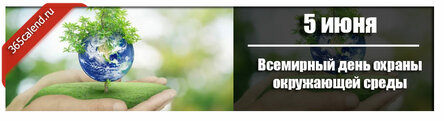 365calend.ru
5 июня
Всемирный день охраны
окружающей среды